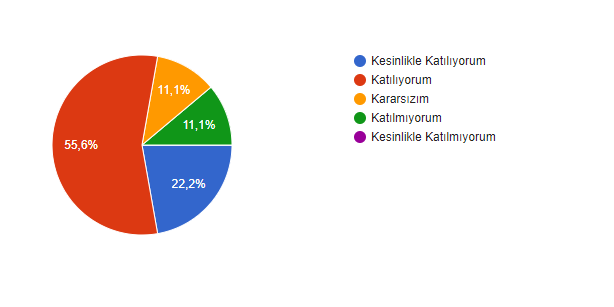 Kesinlikle Katılıyorum
Katılıyorum
Kararsızım
Katılmıyorum
Kesinlikle Katılmıyorum
11,1%
11,1%
55,6%
22,2%